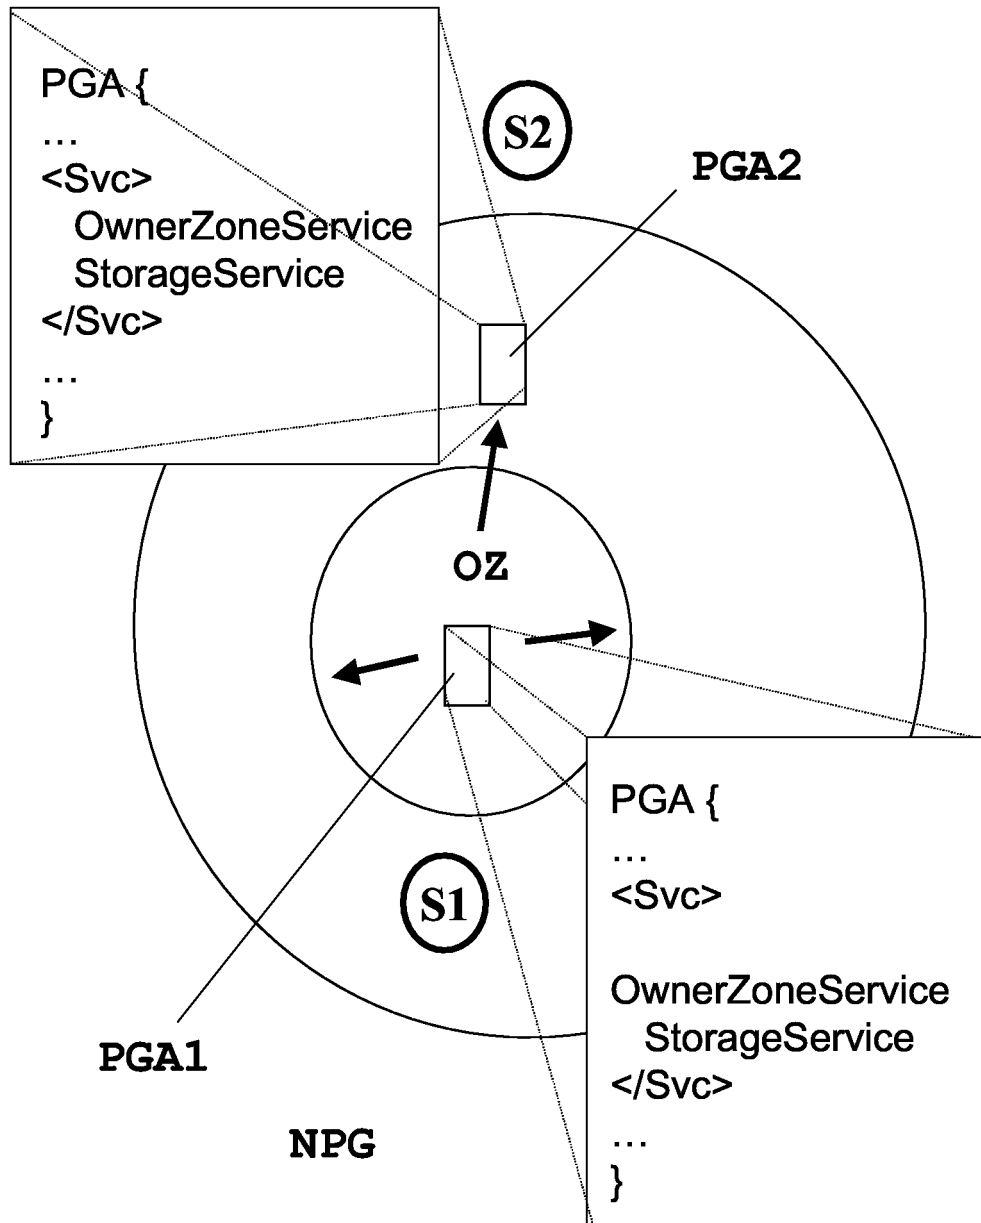 PGA {
...
<Svc>
OwnerZoneService
StorageService
</Svc>
...
}
S2
PGA2
OZ
S1
PGA1
NPG
PGA {
...
<Svc>
OwnerZoneService
StorageService
</Svc>
...
}